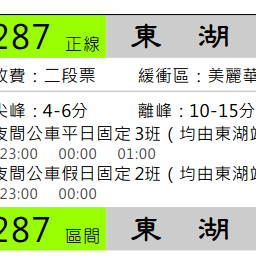 287 正線 東 湖
收費：二段票 緩衝區：美麗華
尖峰：4-6分 離峰：10-15分
夜間公車平日固定3班（均由東湖
23:00 00:00 01:00
夜間公車假日固定2班（均由東湖
23:00 00:00
287 區間 東 湖